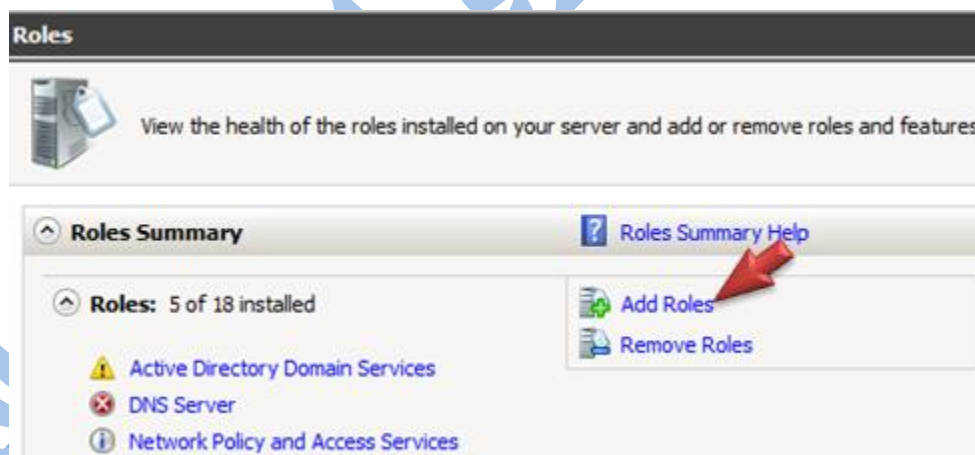 Roles
View the health of the roles installed on your server and add or remove roles and features
Roles Summary
Roles Summary Help
Roles: 5 of 18 installed
Add Roles
Remove Roles
Active Directory Domain Services
DNS Server
Network Policy and Access Services